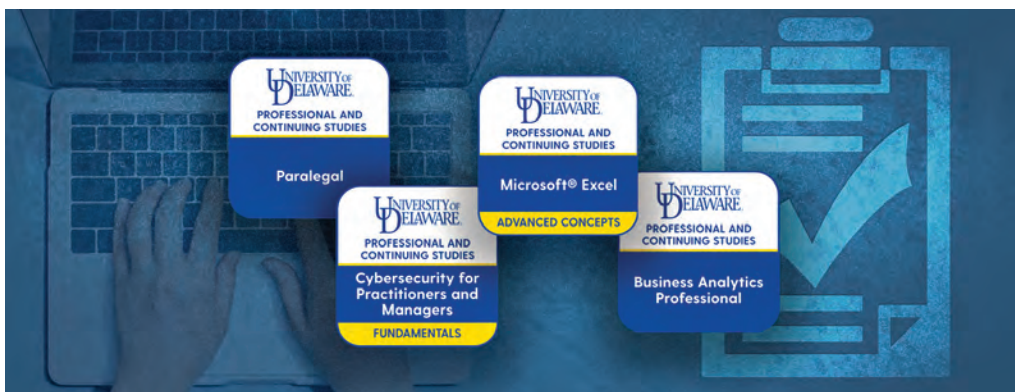 UNIVERSITY OF
DELAWARE.
PROFESSIONAL AND
CONTINUING STUDIES
Paralegal
UNIVERSITY OF
DELAWARE.
PROFESSIONAL AND
CONTINUING STUDIES
Cybersecurity for
Practitioners and
Managers
FUNDAMENTALS
UNIVERSITY OF
DELAWARE.
PROFESSIONAL AND
CONTINUING STUDIES
Microsoft® Excel
ADVANCED CONCEPTS
UNIVERSITY OF
DELAWARE.
PROFESSIONAL AND
CONTINUING STUDIES
Business Analytics
Professional